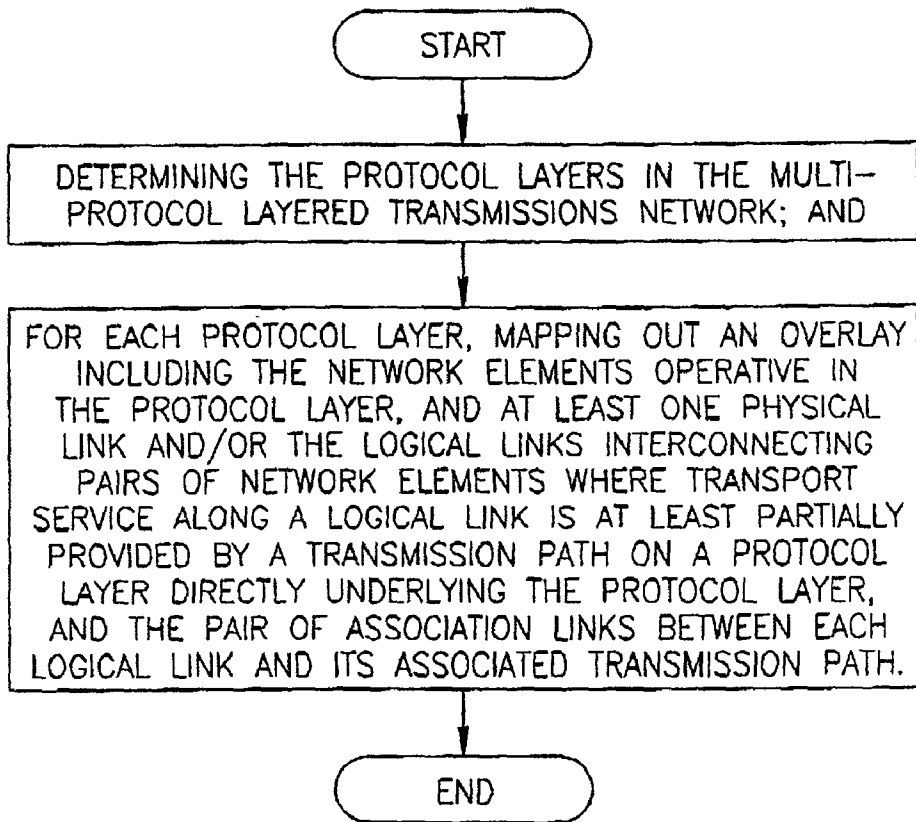 START
DETERMINING THE PROTOCOL LAYERS IN THE MULTI-
PROTOCOL LAYERED TRANSMISSIONS NETWORK; AND
FOR EACH PROTOCOL LAYER, MAPPING OUT AN OVERLAY
INCLUDING THE NETWORK ELEMENTS OPERATIVE IN
THE PROTOCOL LAYER, AND AT LEAST ONE PHYSICAL
LINK AND/OR THE LOGICAL LINKS INTERCONNECTING
PAIRS OF NETWORK ELEMENTS WHERE TRANSPORT
SERVICE ALONG A LOGICAL LINK IS AT LEAST PARTIALLY
PROVIDED BY A TRANSMISSION PATH ON A PROTOCOL
LAYER DIRECTLY UNDERLYING THE PROTOCOL LAYER,
AND THE PAIR OF ASSOCIATION LINKS BETWEEN EACH
LOGICAL LINK AND ITS ASSOCIATED TRANSMISSION PATH.
END